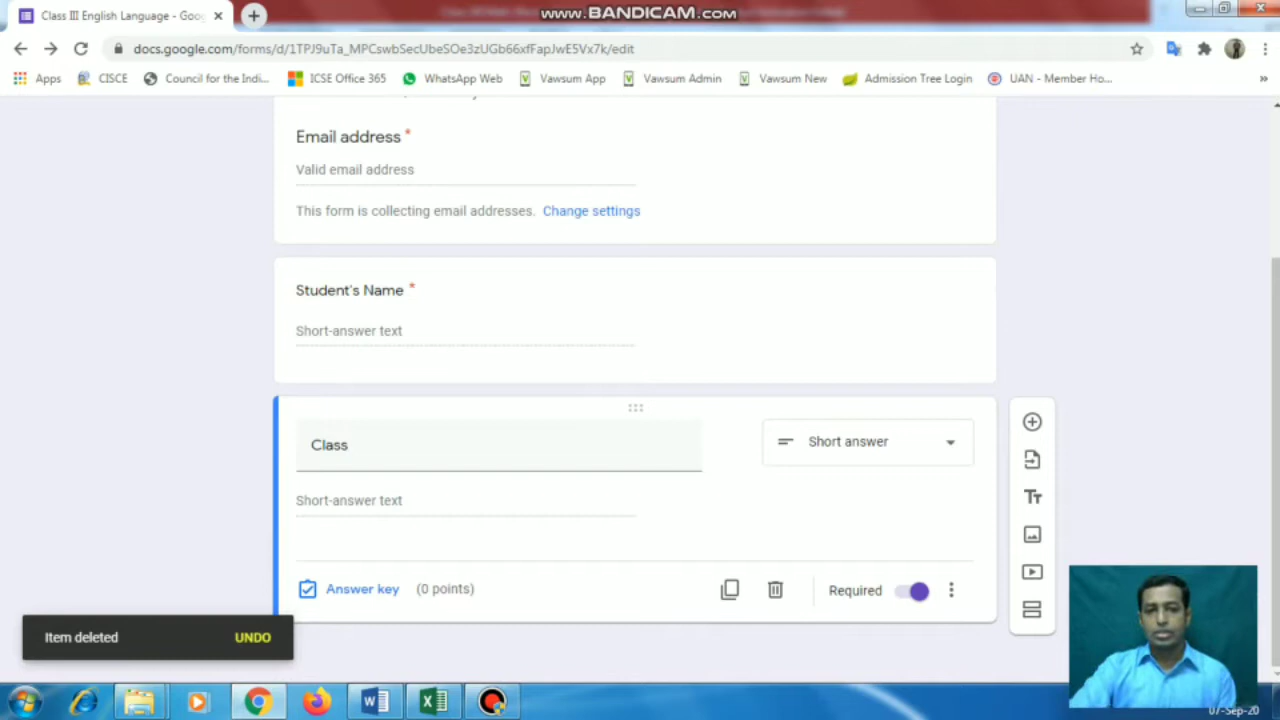 www.BANDICAM.com
Class III English Language - Goo
docs.google.com/forms/d/1TPJ9uTa_MPCswbSecUbeSOe3zUGb66xfFapJwE5Vx7k/edit
Apps CISCE Council for the Indi... ICSE Office 365 WhatsApp Web Vawsum App Vawsum Admin Vawsum New Admission Tree Login UAN - Member Ho... »
Email address *
Valid email address
This form is collecting email addresses. Change settings
Student's Name *
Short-answer text
Class
Short answer
Short-answer text
Answer key (0 points)
Required
Item deleted UNDO
07-Sep-20